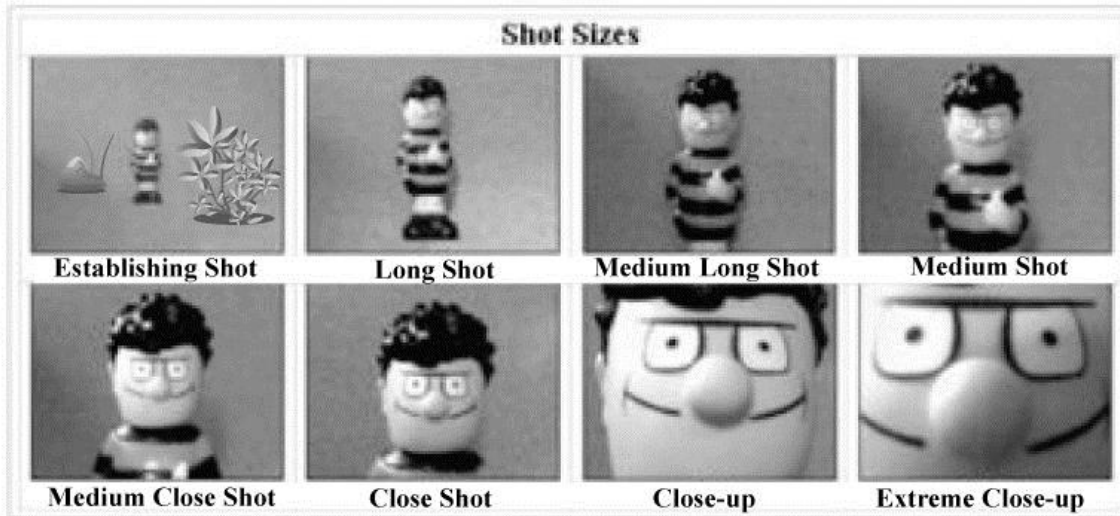 Shot Sizes
Establishing Shot
Long Shot
Medium Long Shot
Medium Shot
Medium Close Shot
Close Shot
Close-up
Extreme Close-up